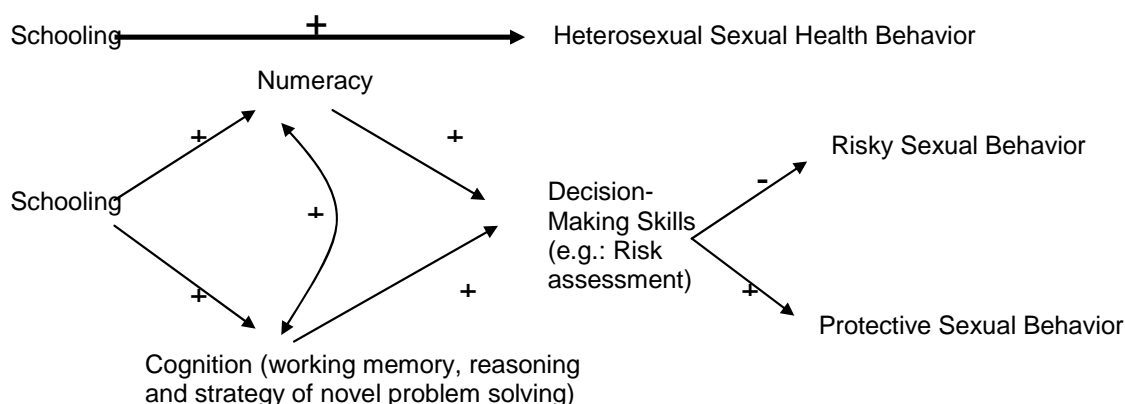 +
Schooling Heterosexual Sexual Health Behavior
Numeracy
+ +
Risky Sexual Behavior
-
Schooling
Decision-
Making Skills
(e.g.: Risk
assessment)
+
+ + +
Protective Sexual Behavior
Cognition (working memory, reasoning
and strategy of novel problem solving)